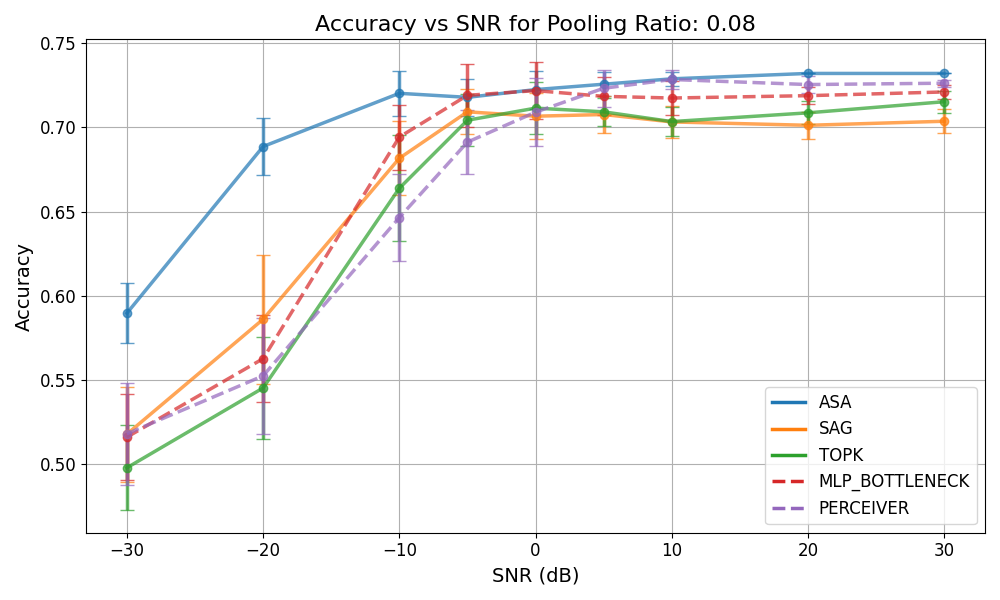 Accuracy vs SNR for Pooling Ratio: 0.08
Accuracy
0.75
0.70
0.65
0.60
0.55
0.50
−30
−20
−10
0
10
20
30
SNR (dB)
ASA
SAG
TOPK
MLP_BOTTLENECK
PERCEIVER